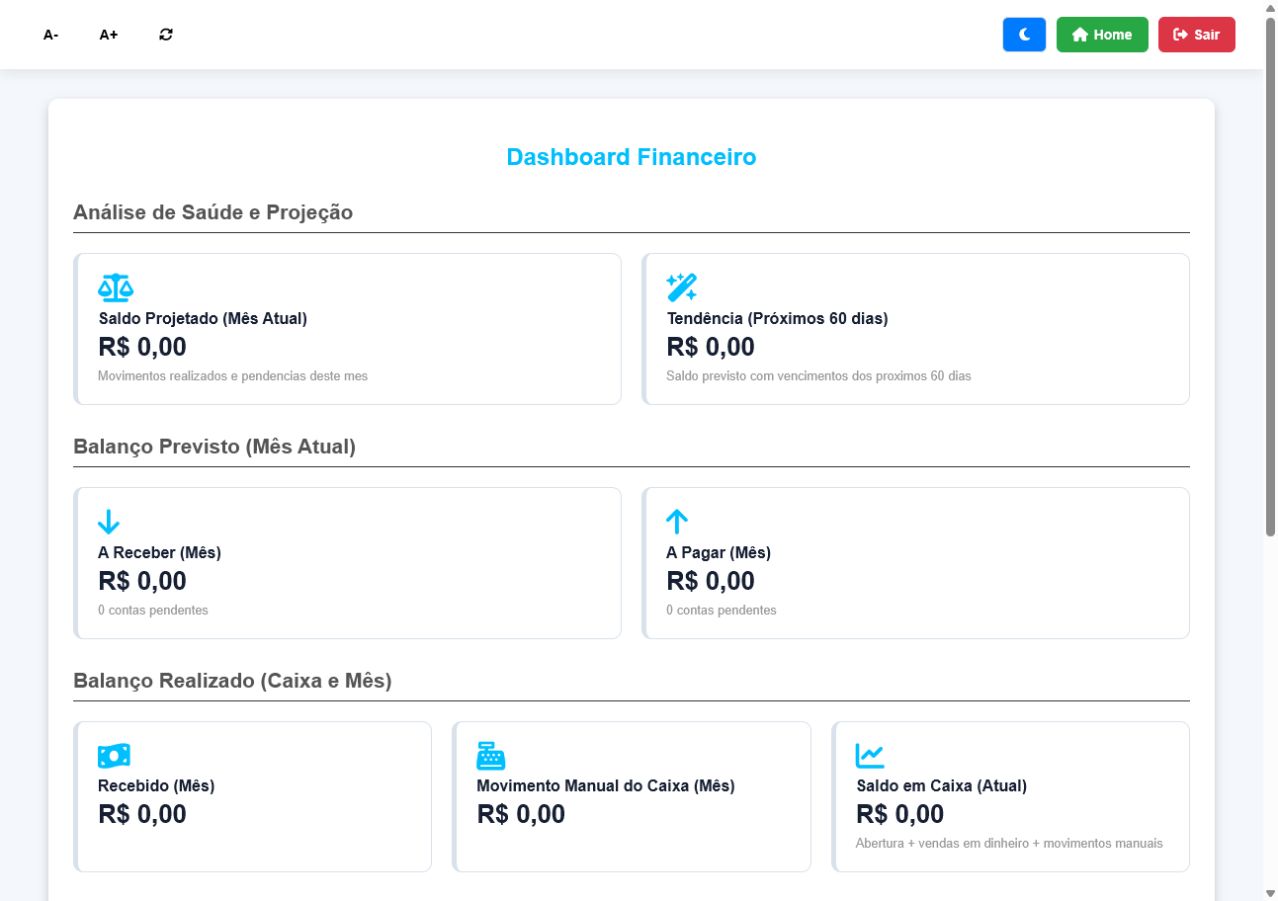 A- A+ Home Sair
Dashboard Financeiro
Análise de Saúde e Projeção
Saldo Projetado (Mês Atual)
R$ 0,00
Movimentos realizados e pendencias deste mes
Tendência (Próximos 60 dias)
R$ 0,00
Saldo previsto com vencimentos dos proximos 60 dias
Balanço Previsto (Mês Atual)
A Receber (Mês)
R$ 0,00
0 contas pendentes
A Pagar (Mês)
R$ 0,00
0 contas pendentes
Balanço Realizado (Caixa e Mês)
Recebido (Mês)
R$ 0,00
Movimento Manual do Caixa (Mês)
R$ 0,00
Saldo em Caixa (Atual)
R$ 0,00
Abertura + vendas em dinheiro + movimentos manuais